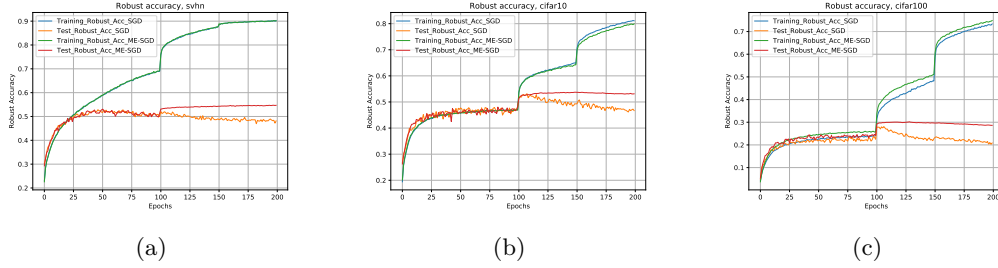 Robust accuracy, svhn
Training_Robust_Acc_SGD
Test_Robust_Acc_SGD
Training_Robust_Acc_ME-SGD
Test_Robust_Acc_ME-SGD
Robust Accuracy
0.9
0.8
0.7
0.6
0.5
0.4
0.3
0.2
0 25 50 75 100 125 150 175 200
Epochs
(a)
Robust accuracy, cifar10
Training_Robust_Acc_SGD
Test_Robust_Acc_SGD
Training_Robust_Acc_ME-SGD
Test_Robust_Acc_ME-SGD
Robust Accuracy
0.8
0.7
0.6
0.5
0.4
0.3
0.2
0 25 50 75 100 125 150 175 200
Epochs
(b)
Robust accuracy, cifar100
Training_Robust_Acc_SGD
Test_Robust_Acc_SGD
Training_Robust_Acc_ME-SGD
Test_Robust_Acc_ME-SGD
Robust Accuracy
0.7
0.6
0.5
0.4
0.3
0.2
0.1
0 25 50 75 100 125 150 175 200
Epochs
(c)